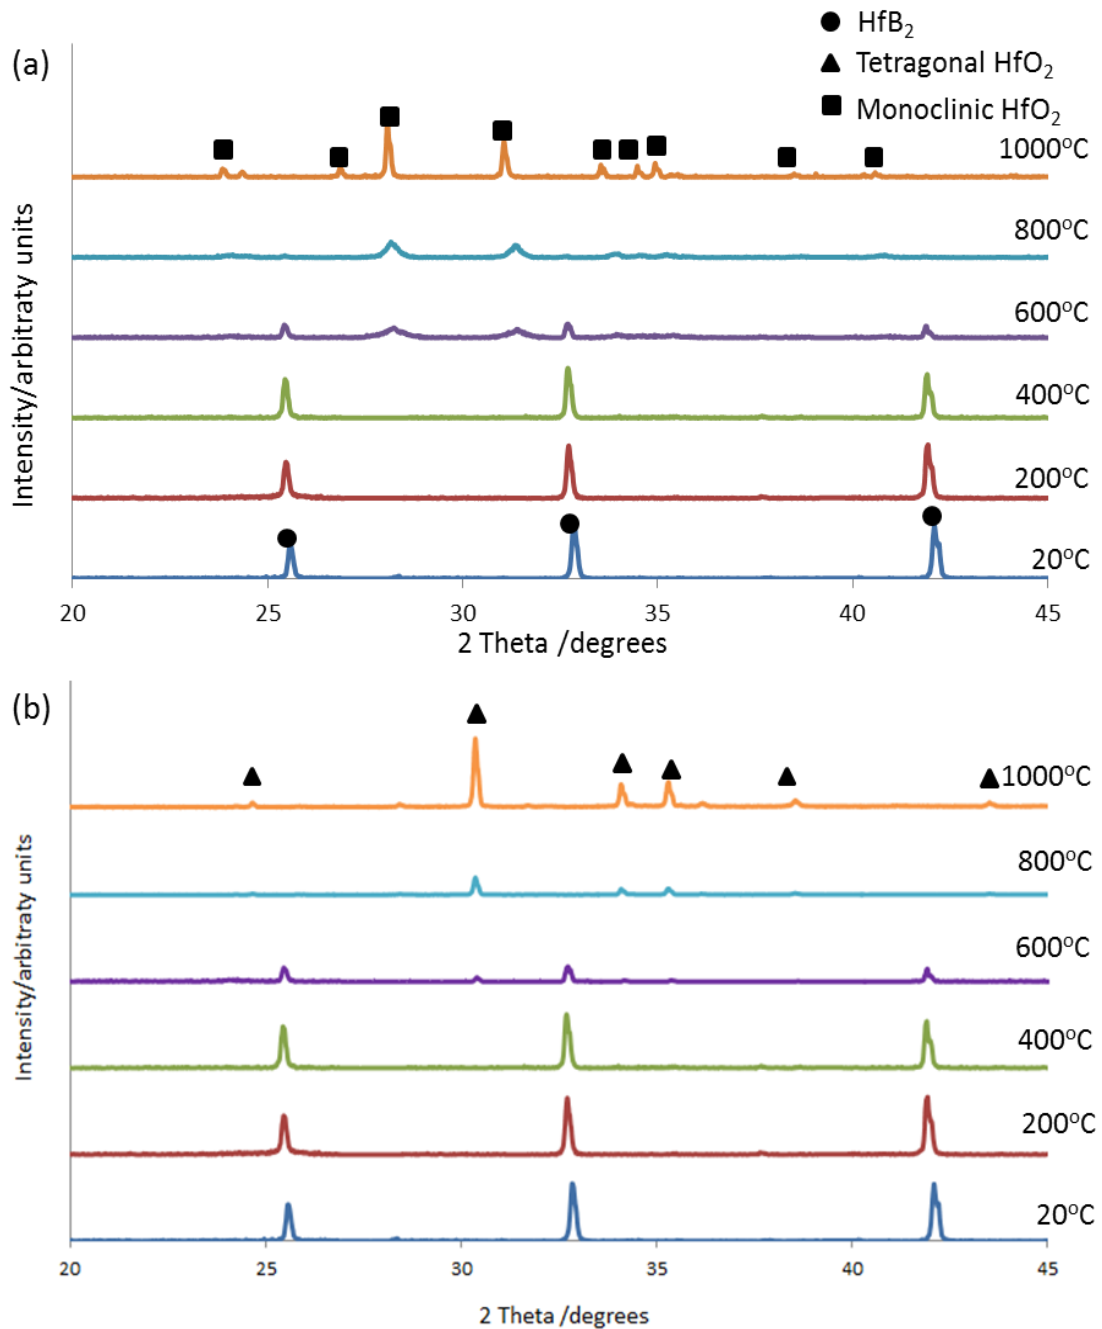 HfB₂
(a)
Tetragonal HfO₂
Monoclinic HfO₂
1000°C
800°C
600°C
400°C
200°C
20°C
Intensity/arbitraty units
20 25 30 35 40 45
2 Theta /degrees
(b)
1000°C
800°C
600°C
400°C
200°C
20°C
Intensity/arbitraty units
20 25 30 35 40 45
2 Theta /degrees